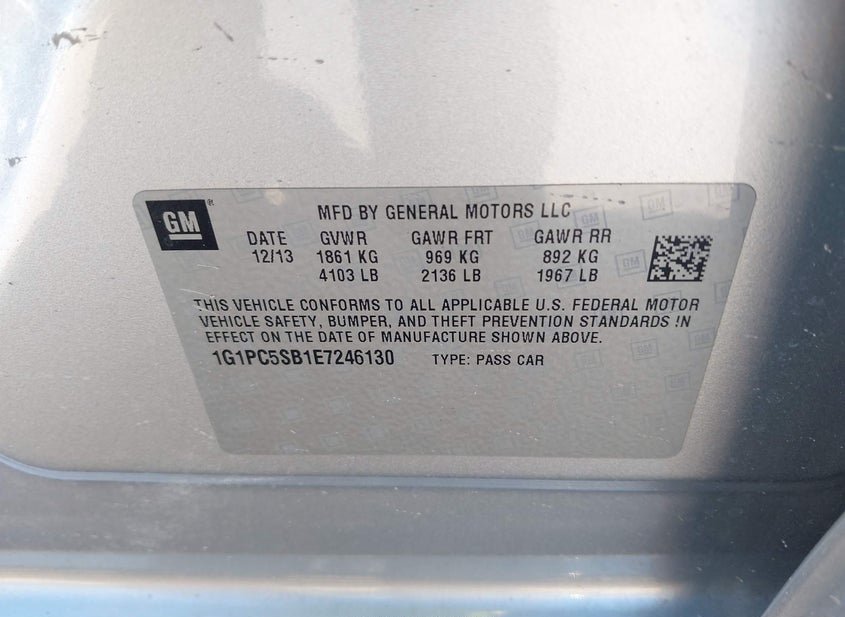 GM ® MFD BY GENERAL MOTORS LLC
DATE GVWR GAWR FRT GAWR RR
12/13 1861 KG 969 KG 892 KG
4103 LB 2136 LB 1967 LB
THIS VEHICLE CONFORMS TO ALL APPLICABLE U.S. FEDERAL MOTOR
VEHICLE SAFETY, BUMPER, AND THEFT PREVENTION STANDARDS IN
EFFECT ON THE DATE OF MANUFACTURE SHOWN ABOVE.
1G1PC5SB1E7246130 TYPE: PASS CAR